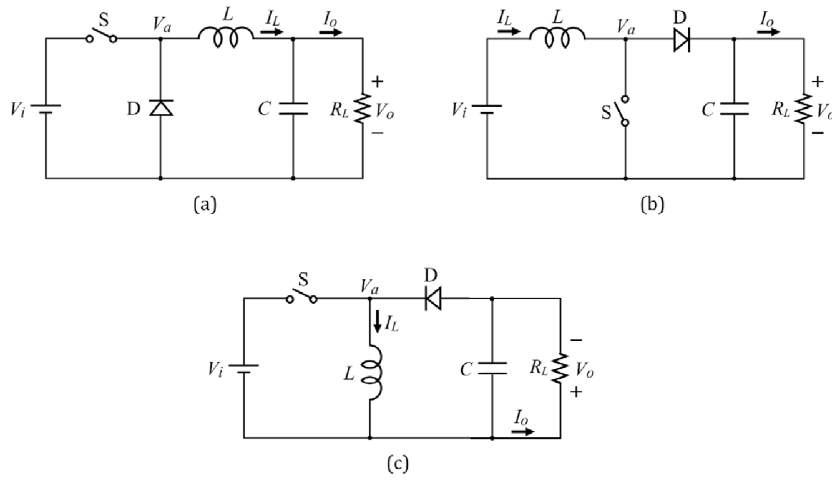 S V_a L I_L I_o
V_i D C R_L + V_o −
(a)
I_L L V_a D I_o
V_i S C R_L + V_o −
(b)
S V_a D
V_i I_L L C R_L − V_o +
I_o
(c)